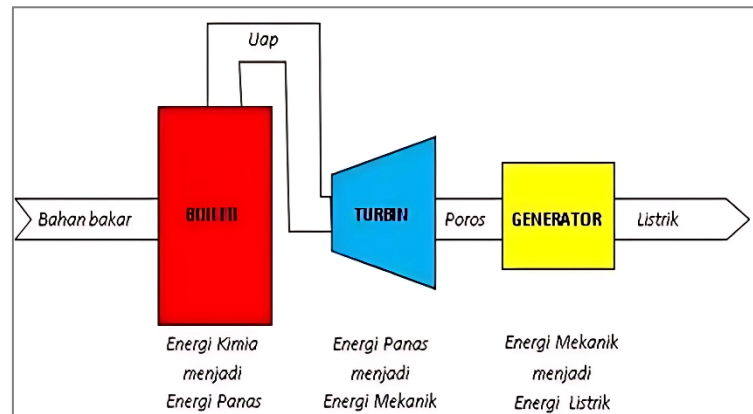 Uap
Bahan bakar
TURBIN
Poros
GENERATOR
Listrik
Energi Kimia
menjadi
Energi Panas
Energi Panas
menjadi
Energi Mekanik
Energi Mekanik
menjadi
Energi Listrik